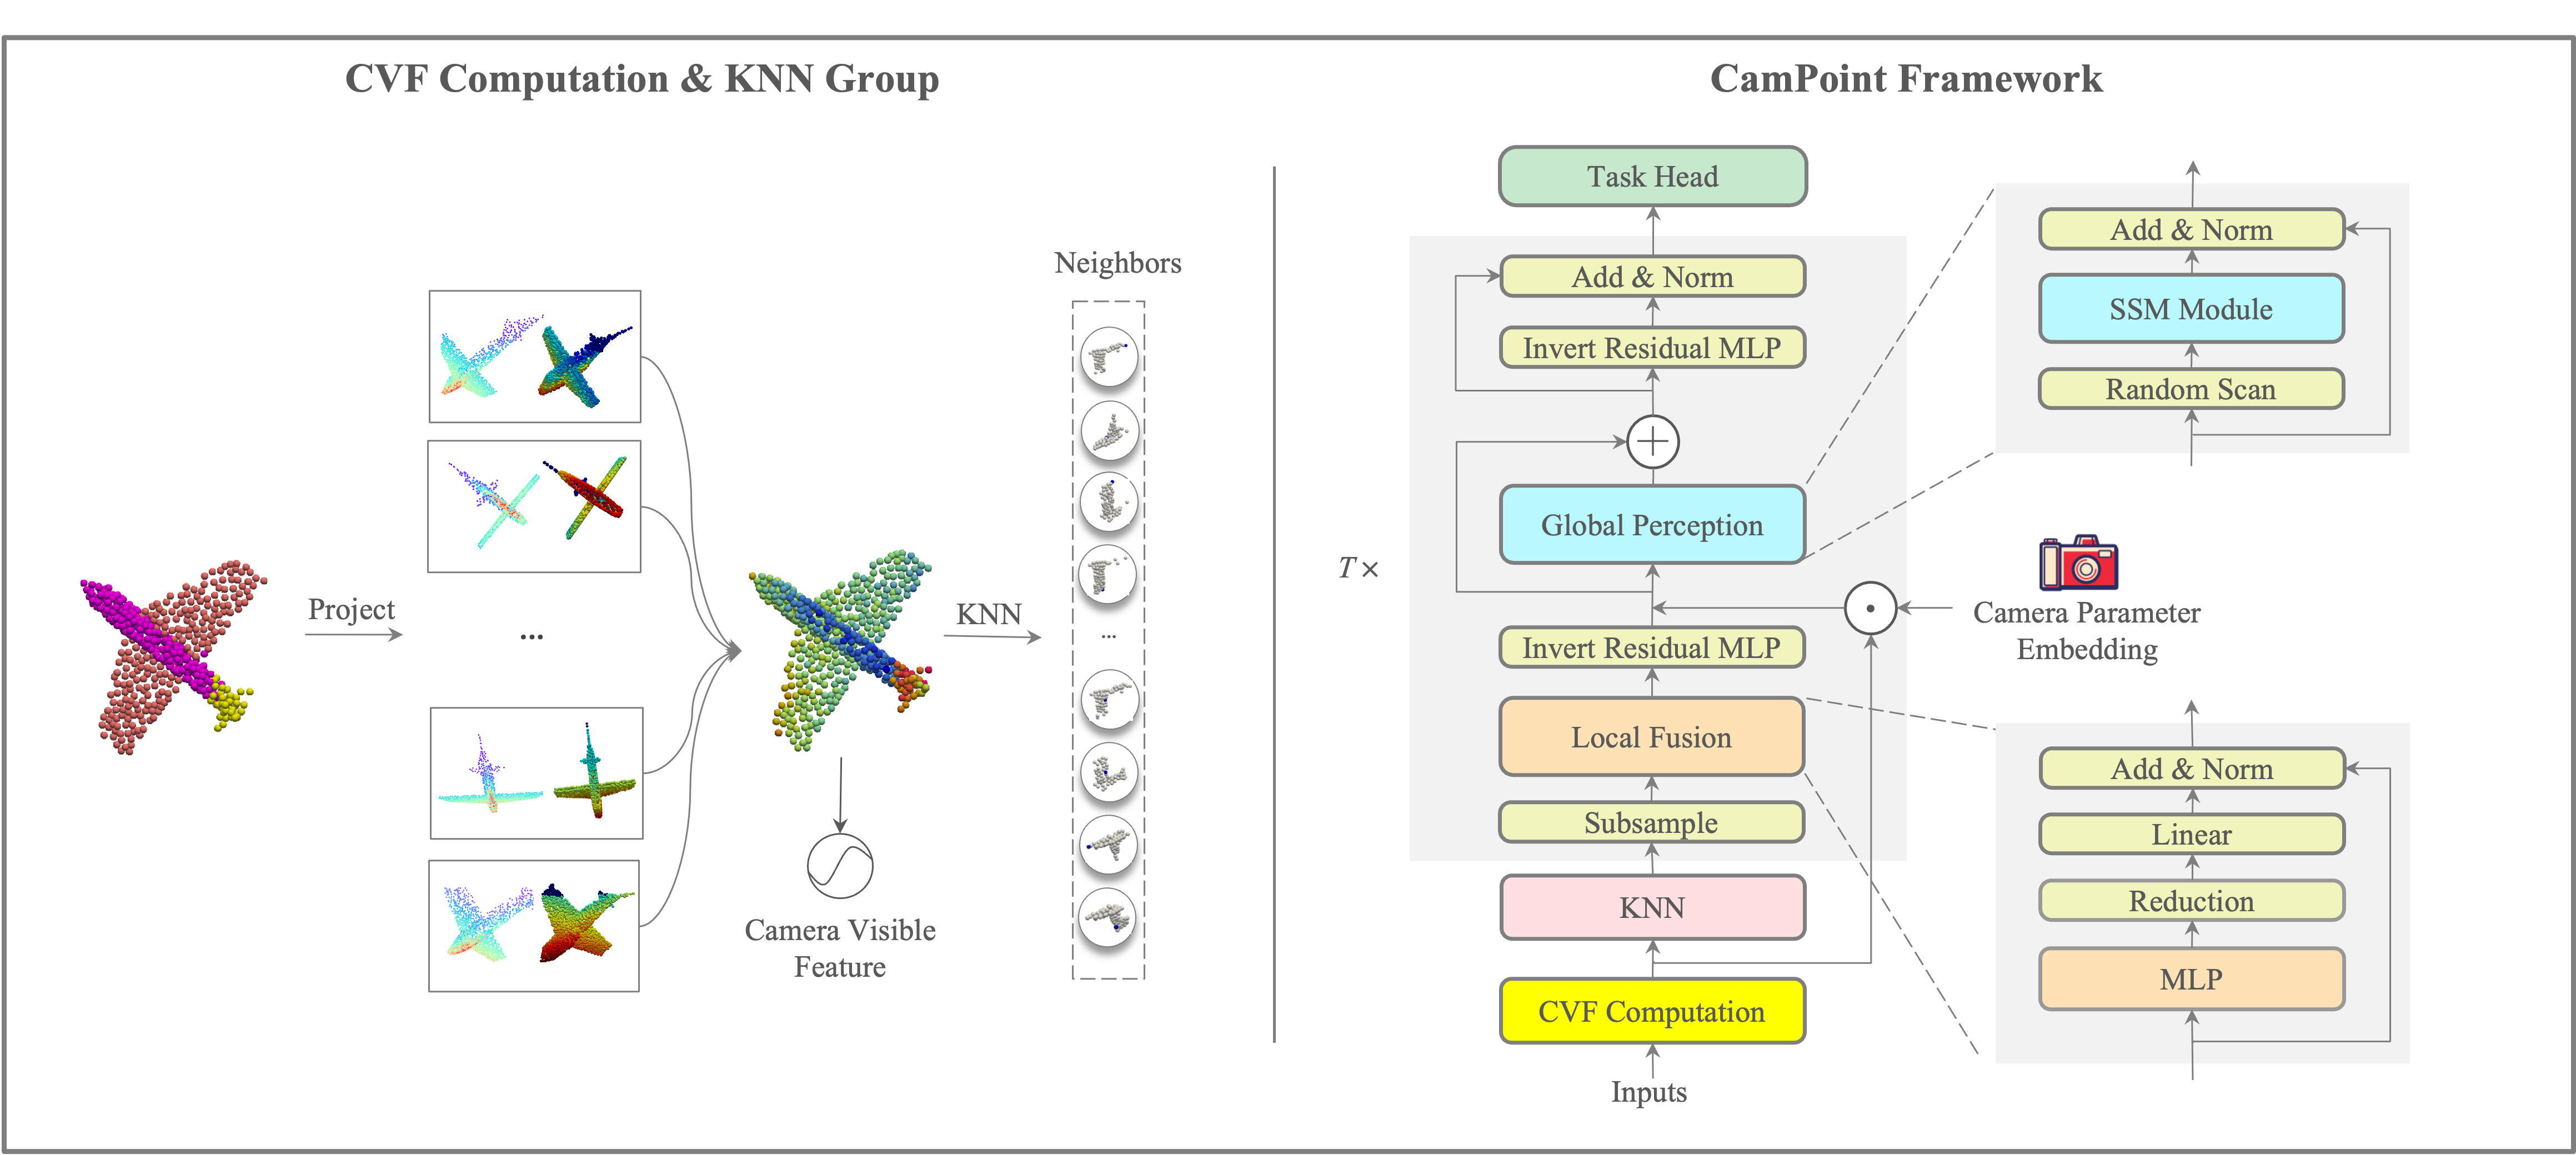 CVF Computation & KNN Group
Project
...
KNN
Camera Visible
Feature
Neighbors
...
CamPoint Framework
T×
Task Head
Add & Norm
Invert Residual MLP
Global Perception
Invert Residual MLP
Local Fusion
Subsample
KNN
CVF Computation
Inputs
Add & Norm
SSM Module
Random Scan
Camera Parameter
Embedding
Add & Norm
Linear
Reduction
MLP